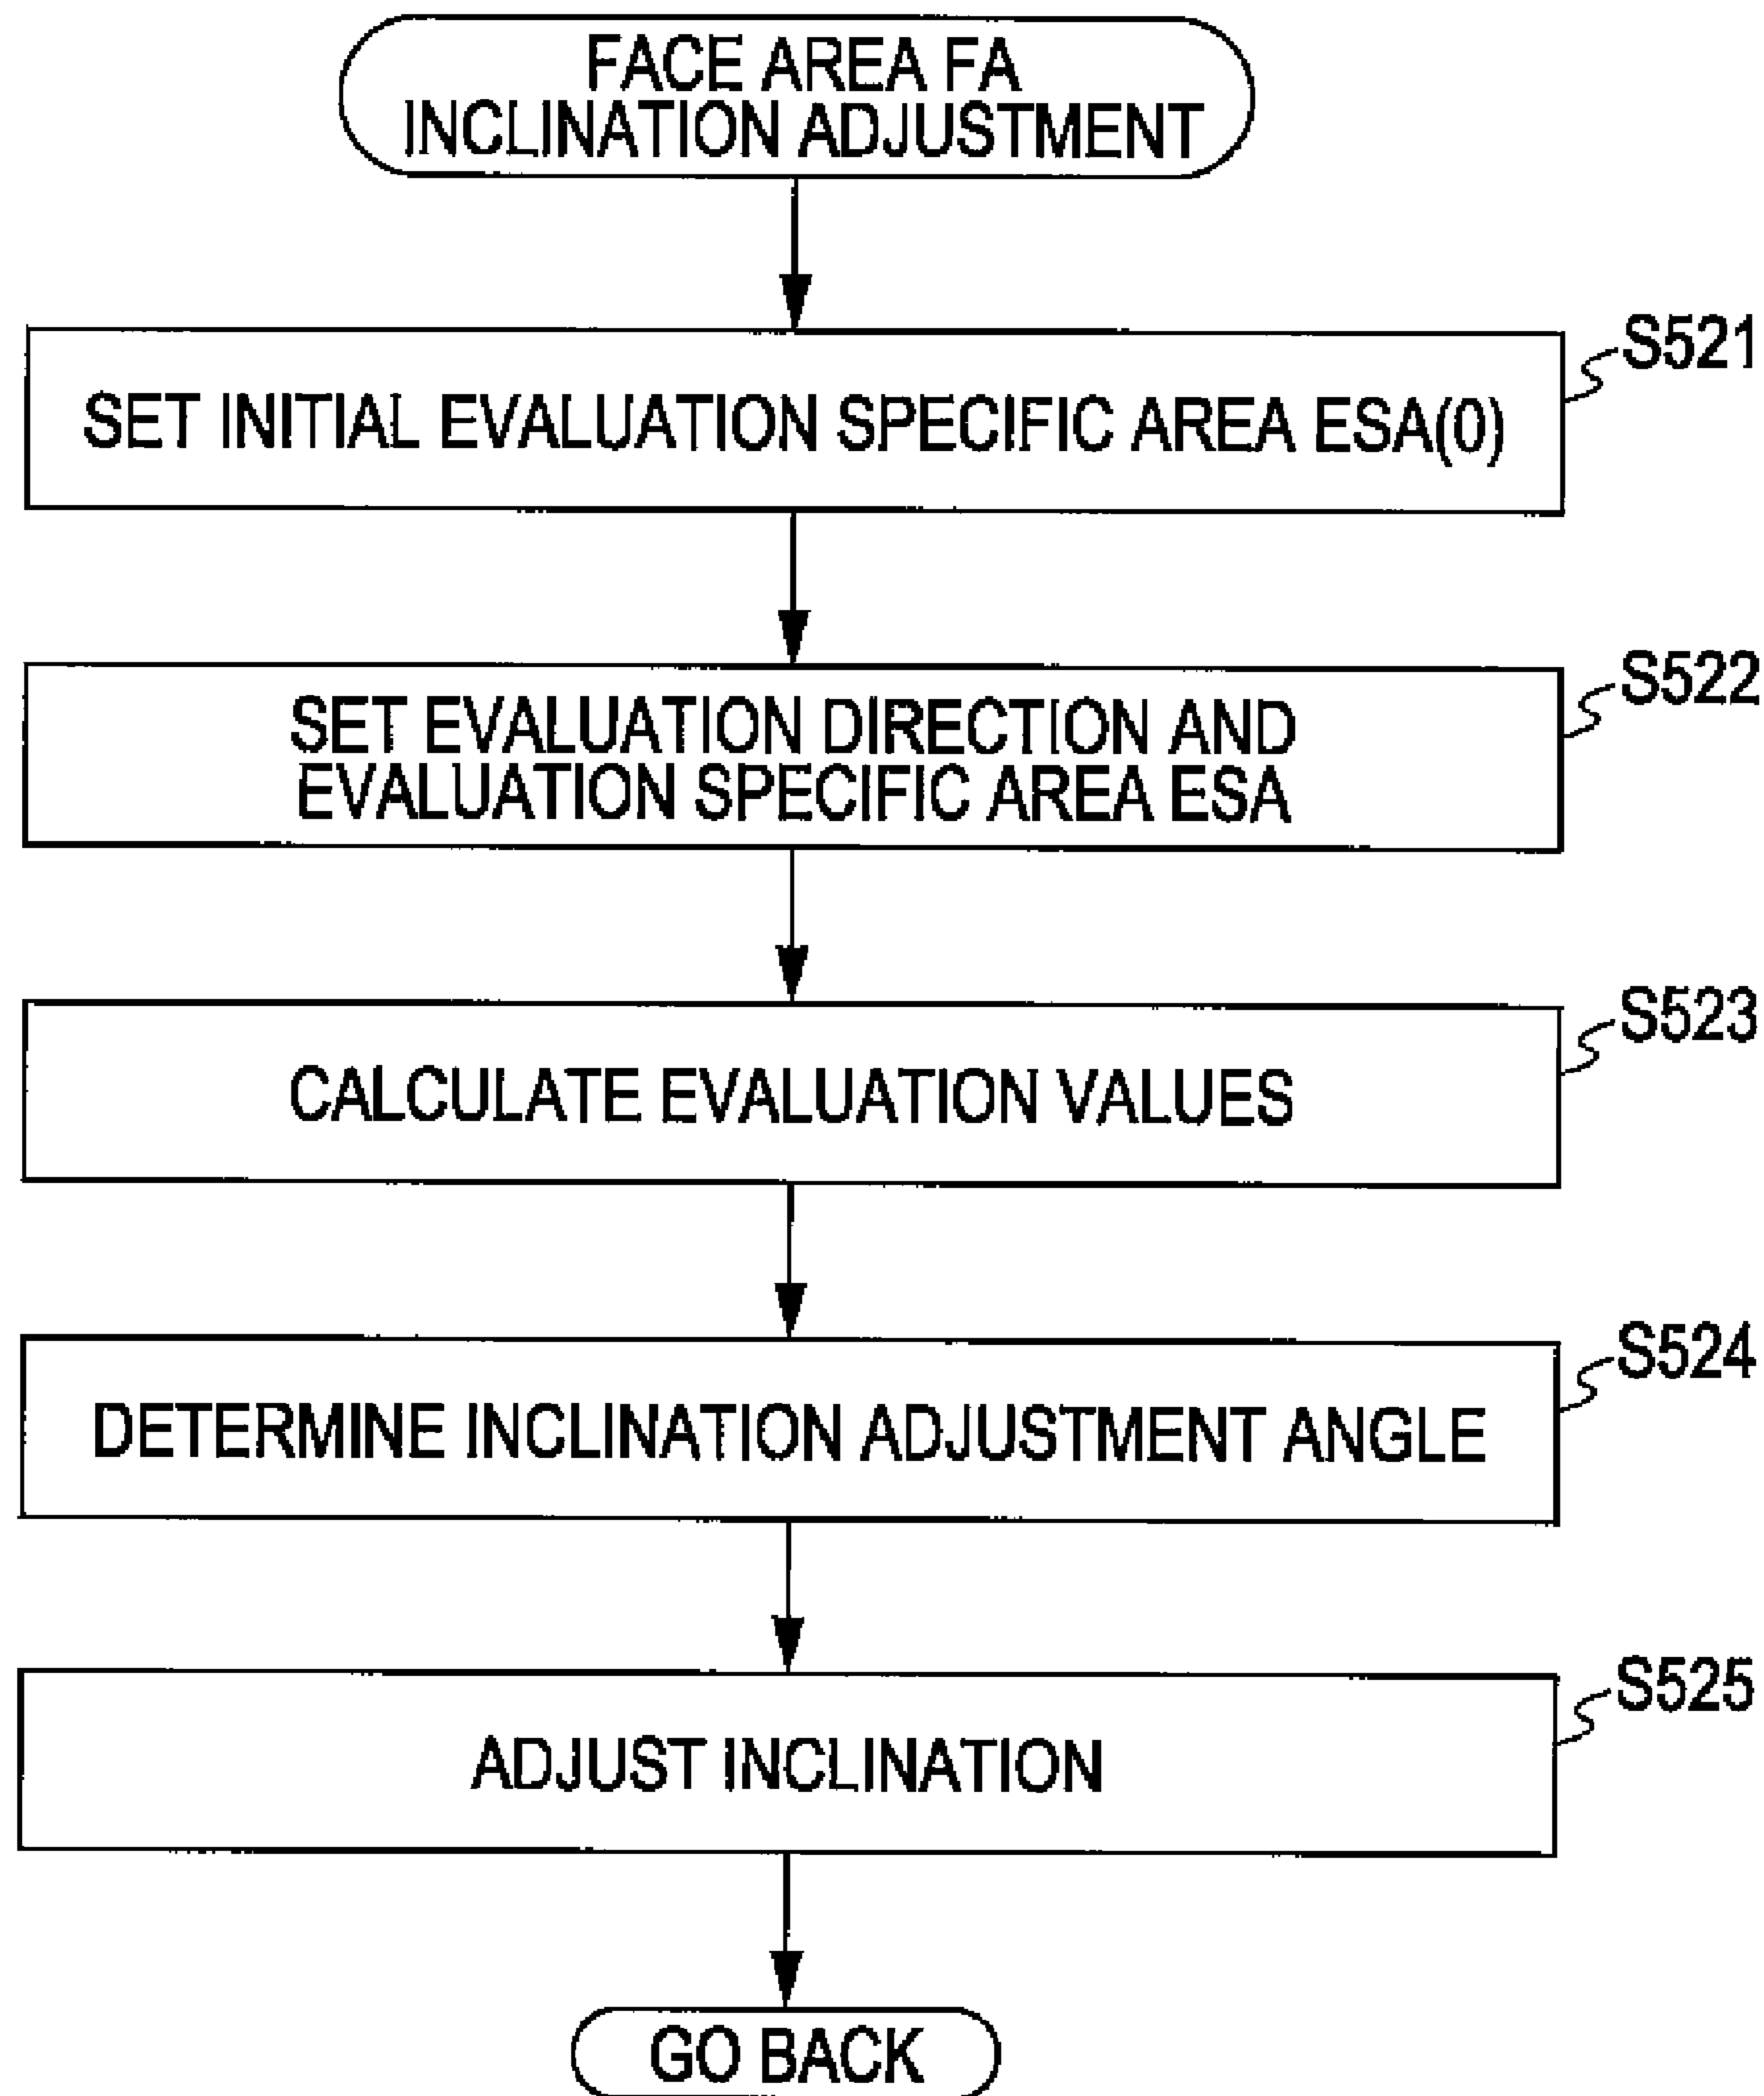 FACE AREA FA
INCLINATION ADJUSTMENT
S521
SET INITIAL EVALUATION SPECIFIC AREA ESA(0)
S522
SET EVALUATION DIRECTION AND
EVALUATION SPECIFIC AREA ESA
S523
CALCULATE EVALUATION VALUES
S524
DETERMINE INCLINATION ADJUSTMENT ANGLE
S525
ADJUST INCLINATION
GO BACK